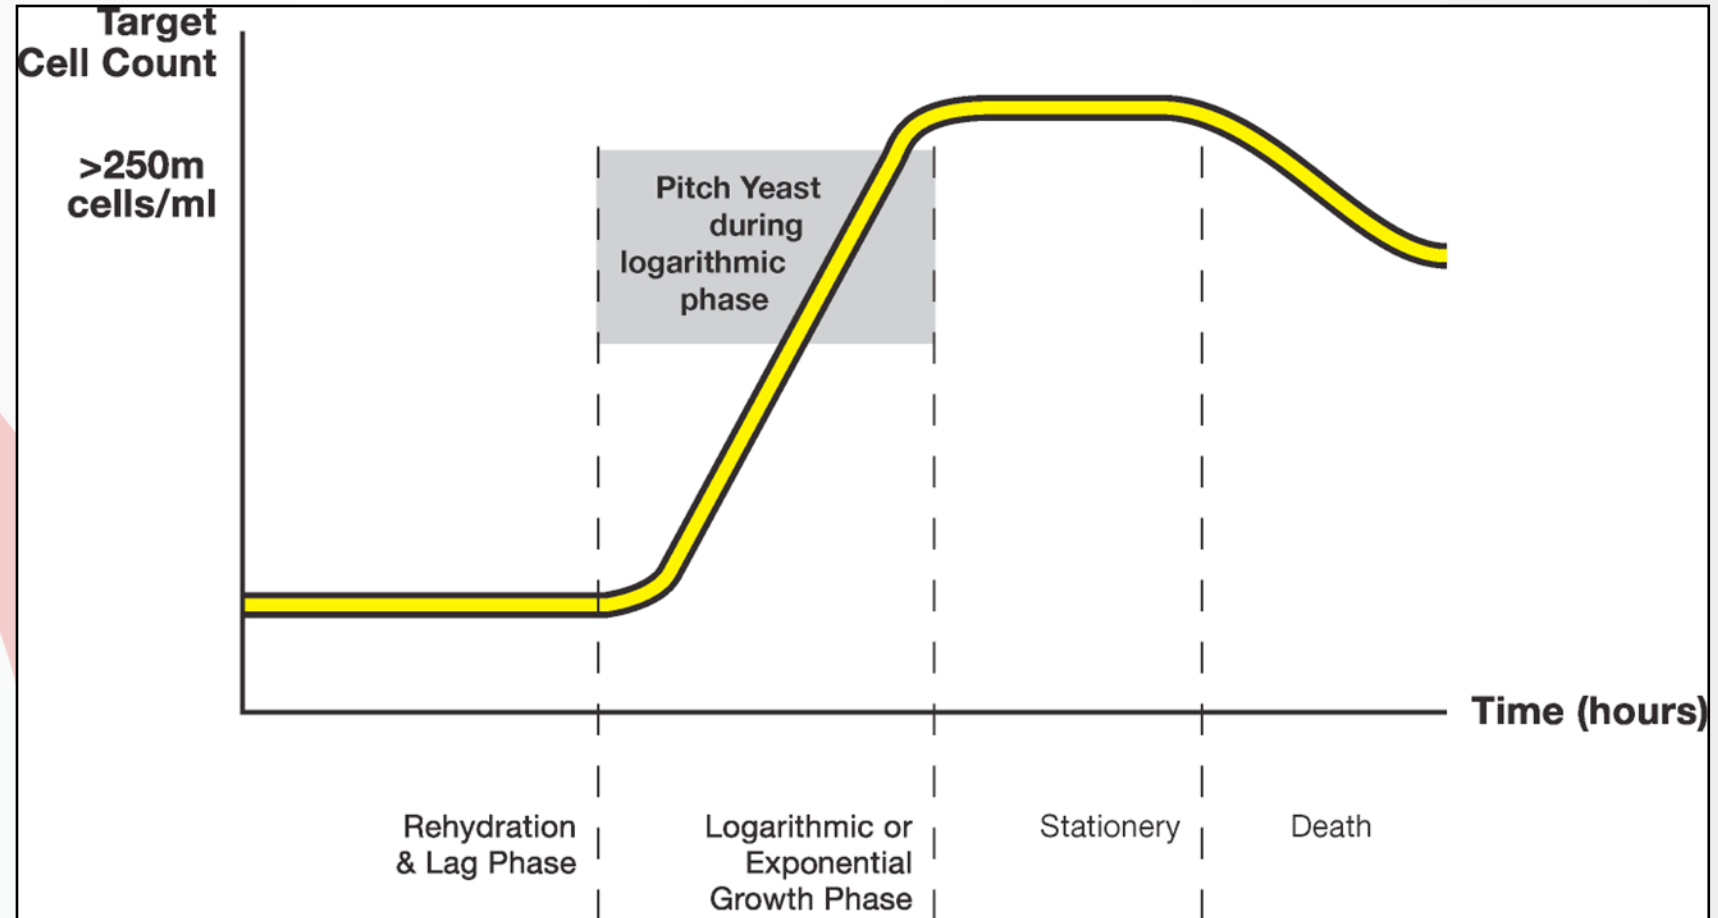 Target
Cell Count
>250m
cells/ml
Pitch Yeast
during
logarithmic
phase
Time (hours)
Rehydration
& Lag Phase
Logarithmic or
Exponential
Growth Phase
Stationery
Death